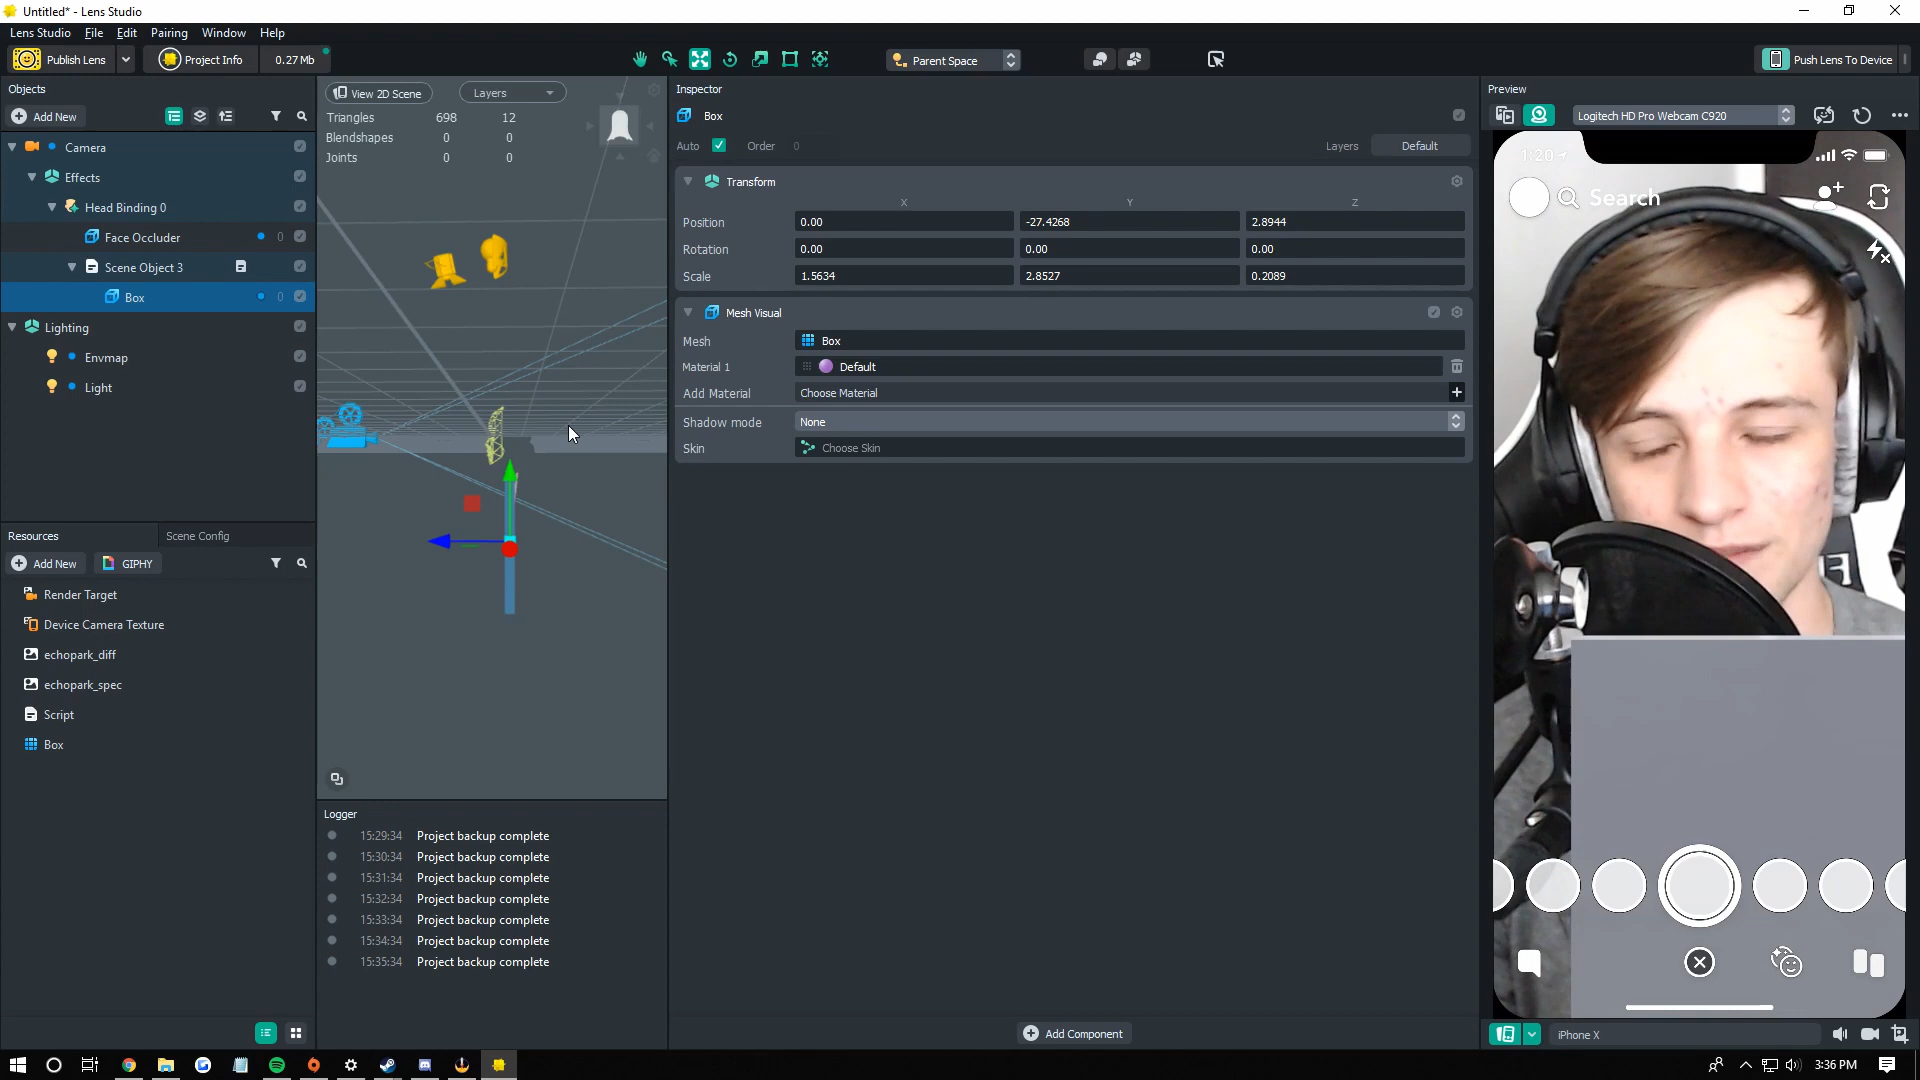 Untitled* - Lens Studio
Lens Studio File Edit Pairing Window Help
Publish Lens Project Info 0.27 Mb Parent Space Push Lens To Device
Objects
Add New
Camera
Effects
Head Binding 0
Face Occluder 0
Scene Object 3
Box 0
Lighting
Envmap
Light
Resources Scene Config
Add New GIPHY
Render Target
Device Camera Texture
echopark_diff
echopark_spec
Script
Box
View 2D Scene Layers
Triangles 698 12
Blendshapes 0 0
Joints 0 0
Logger
15:29:34 Project backup complete
15:30:34 Project backup complete
15:31:34 Project backup complete
15:32:34 Project backup complete
15:33:34 Project backup complete
15:34:34 Project backup complete
15:35:34 Project backup complete
Inspector
Box
Auto Order 0 Layers Default
Transform
X Y Z
Position 0.00 -27.4268 2.8944
Rotation 0.00 0.00 0.00
Scale 1.5634 2.8527 0.2089
Mesh Visual
Mesh Box
Material 1 Default
Add Material Choose Material
Shadow mode None
Skin Choose Skin
Add Component
Preview
Logitech HD Pro Webcam C920
1:20
Search
iPhone X
3:36 PM